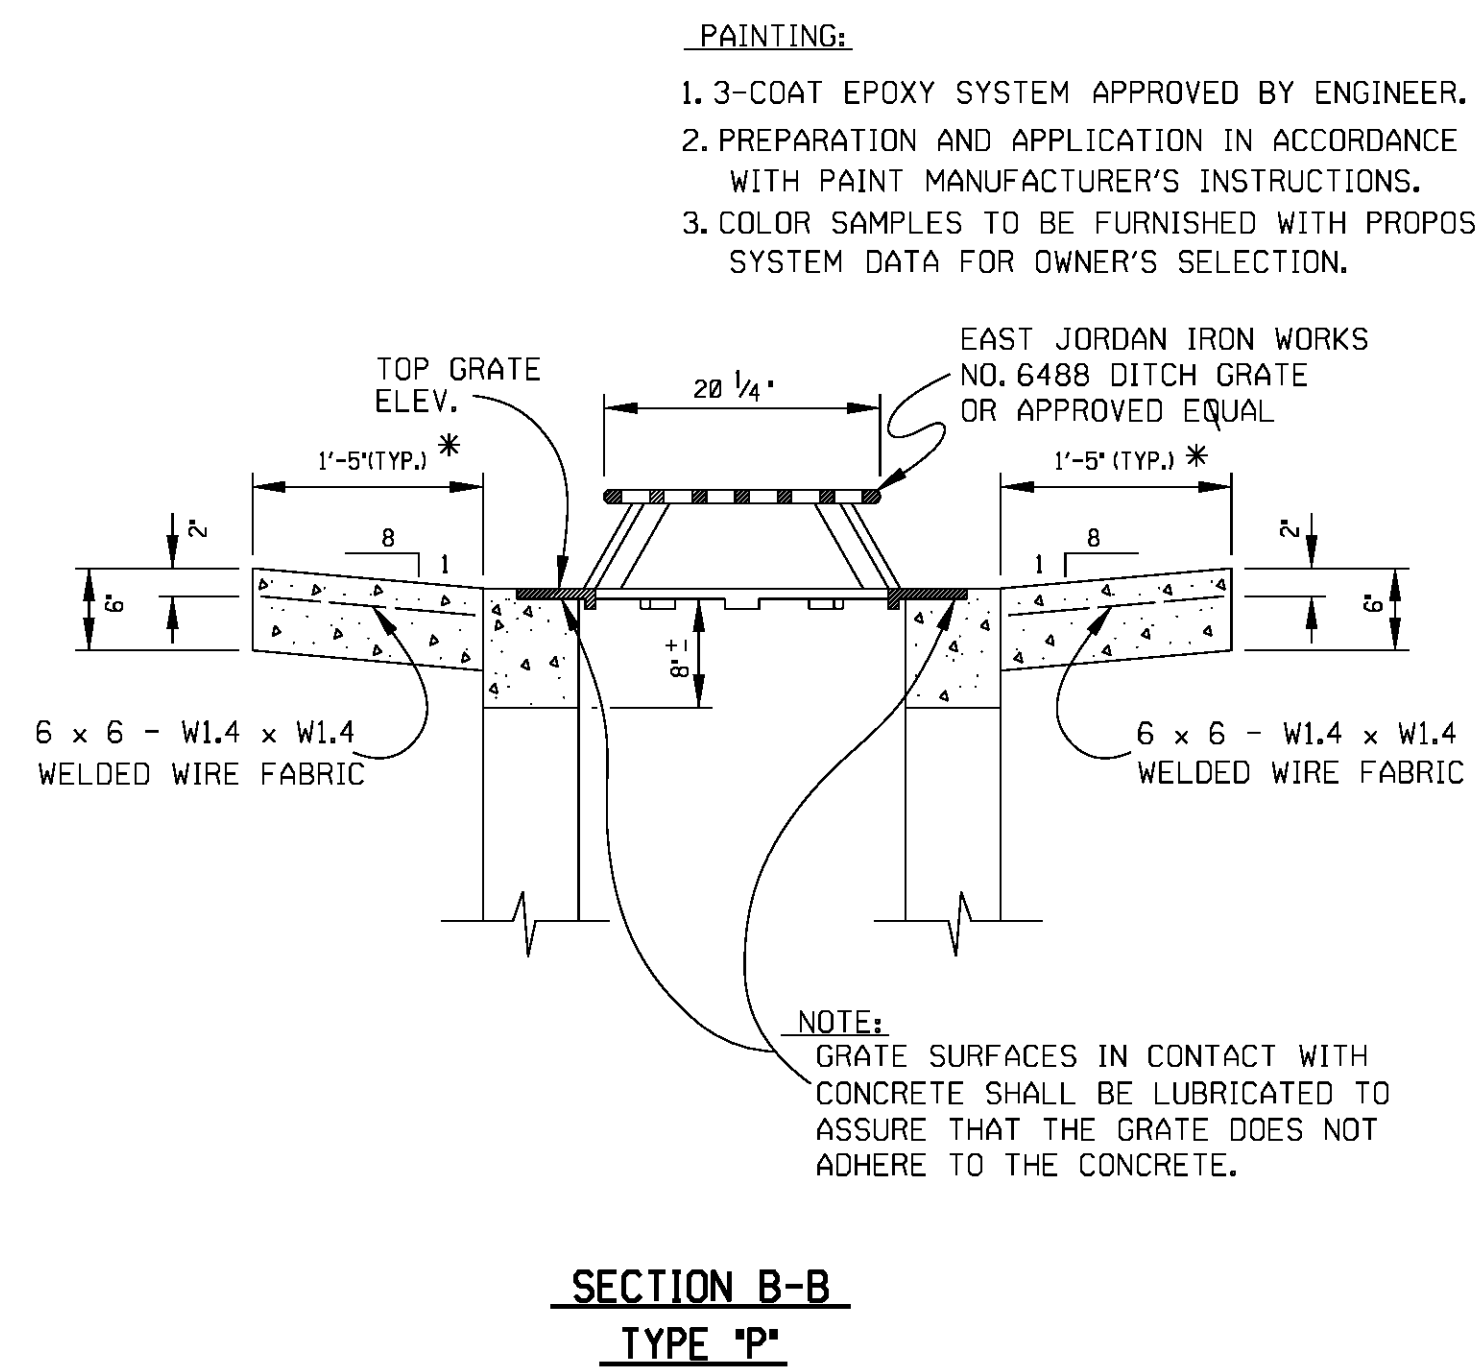 PAINTING:
1. 3-COAT EPOXY SYSTEM APPROVED BY ENGINEER.
2. PREPARATION AND APPLICATION IN ACCORDANCE
WITH PAINT MANUFACTURER'S INSTRUCTIONS.
3. COLOR SAMPLES TO BE FURNISHED WITH PROPOS
SYSTEM DATA FOR OWNER'S SELECTION.
EAST JORDAN IRON WORKS
NO. 6488 DITCH GRATE
OR APPROVED EQUAL
TOP GRATE
ELEV.
20 1/4"
1'-5"(TYP.) *
1'-5" (TYP.) *
2"
8
1
6"
1
8
2"
6"
8"±
6 x 6 - W1.4 x W1.4
WELDED WIRE FABRIC
6 x 6 - W1.4 x W1.4
WELDED WIRE FABRIC
NOTE:
GRATE SURFACES IN CONTACT WITH
CONCRETE SHALL BE LUBRICATED TO
ASSURE THAT THE GRATE DOES NOT
ADHERE TO THE CONCRETE.
SECTION B-B
TYPE "P"